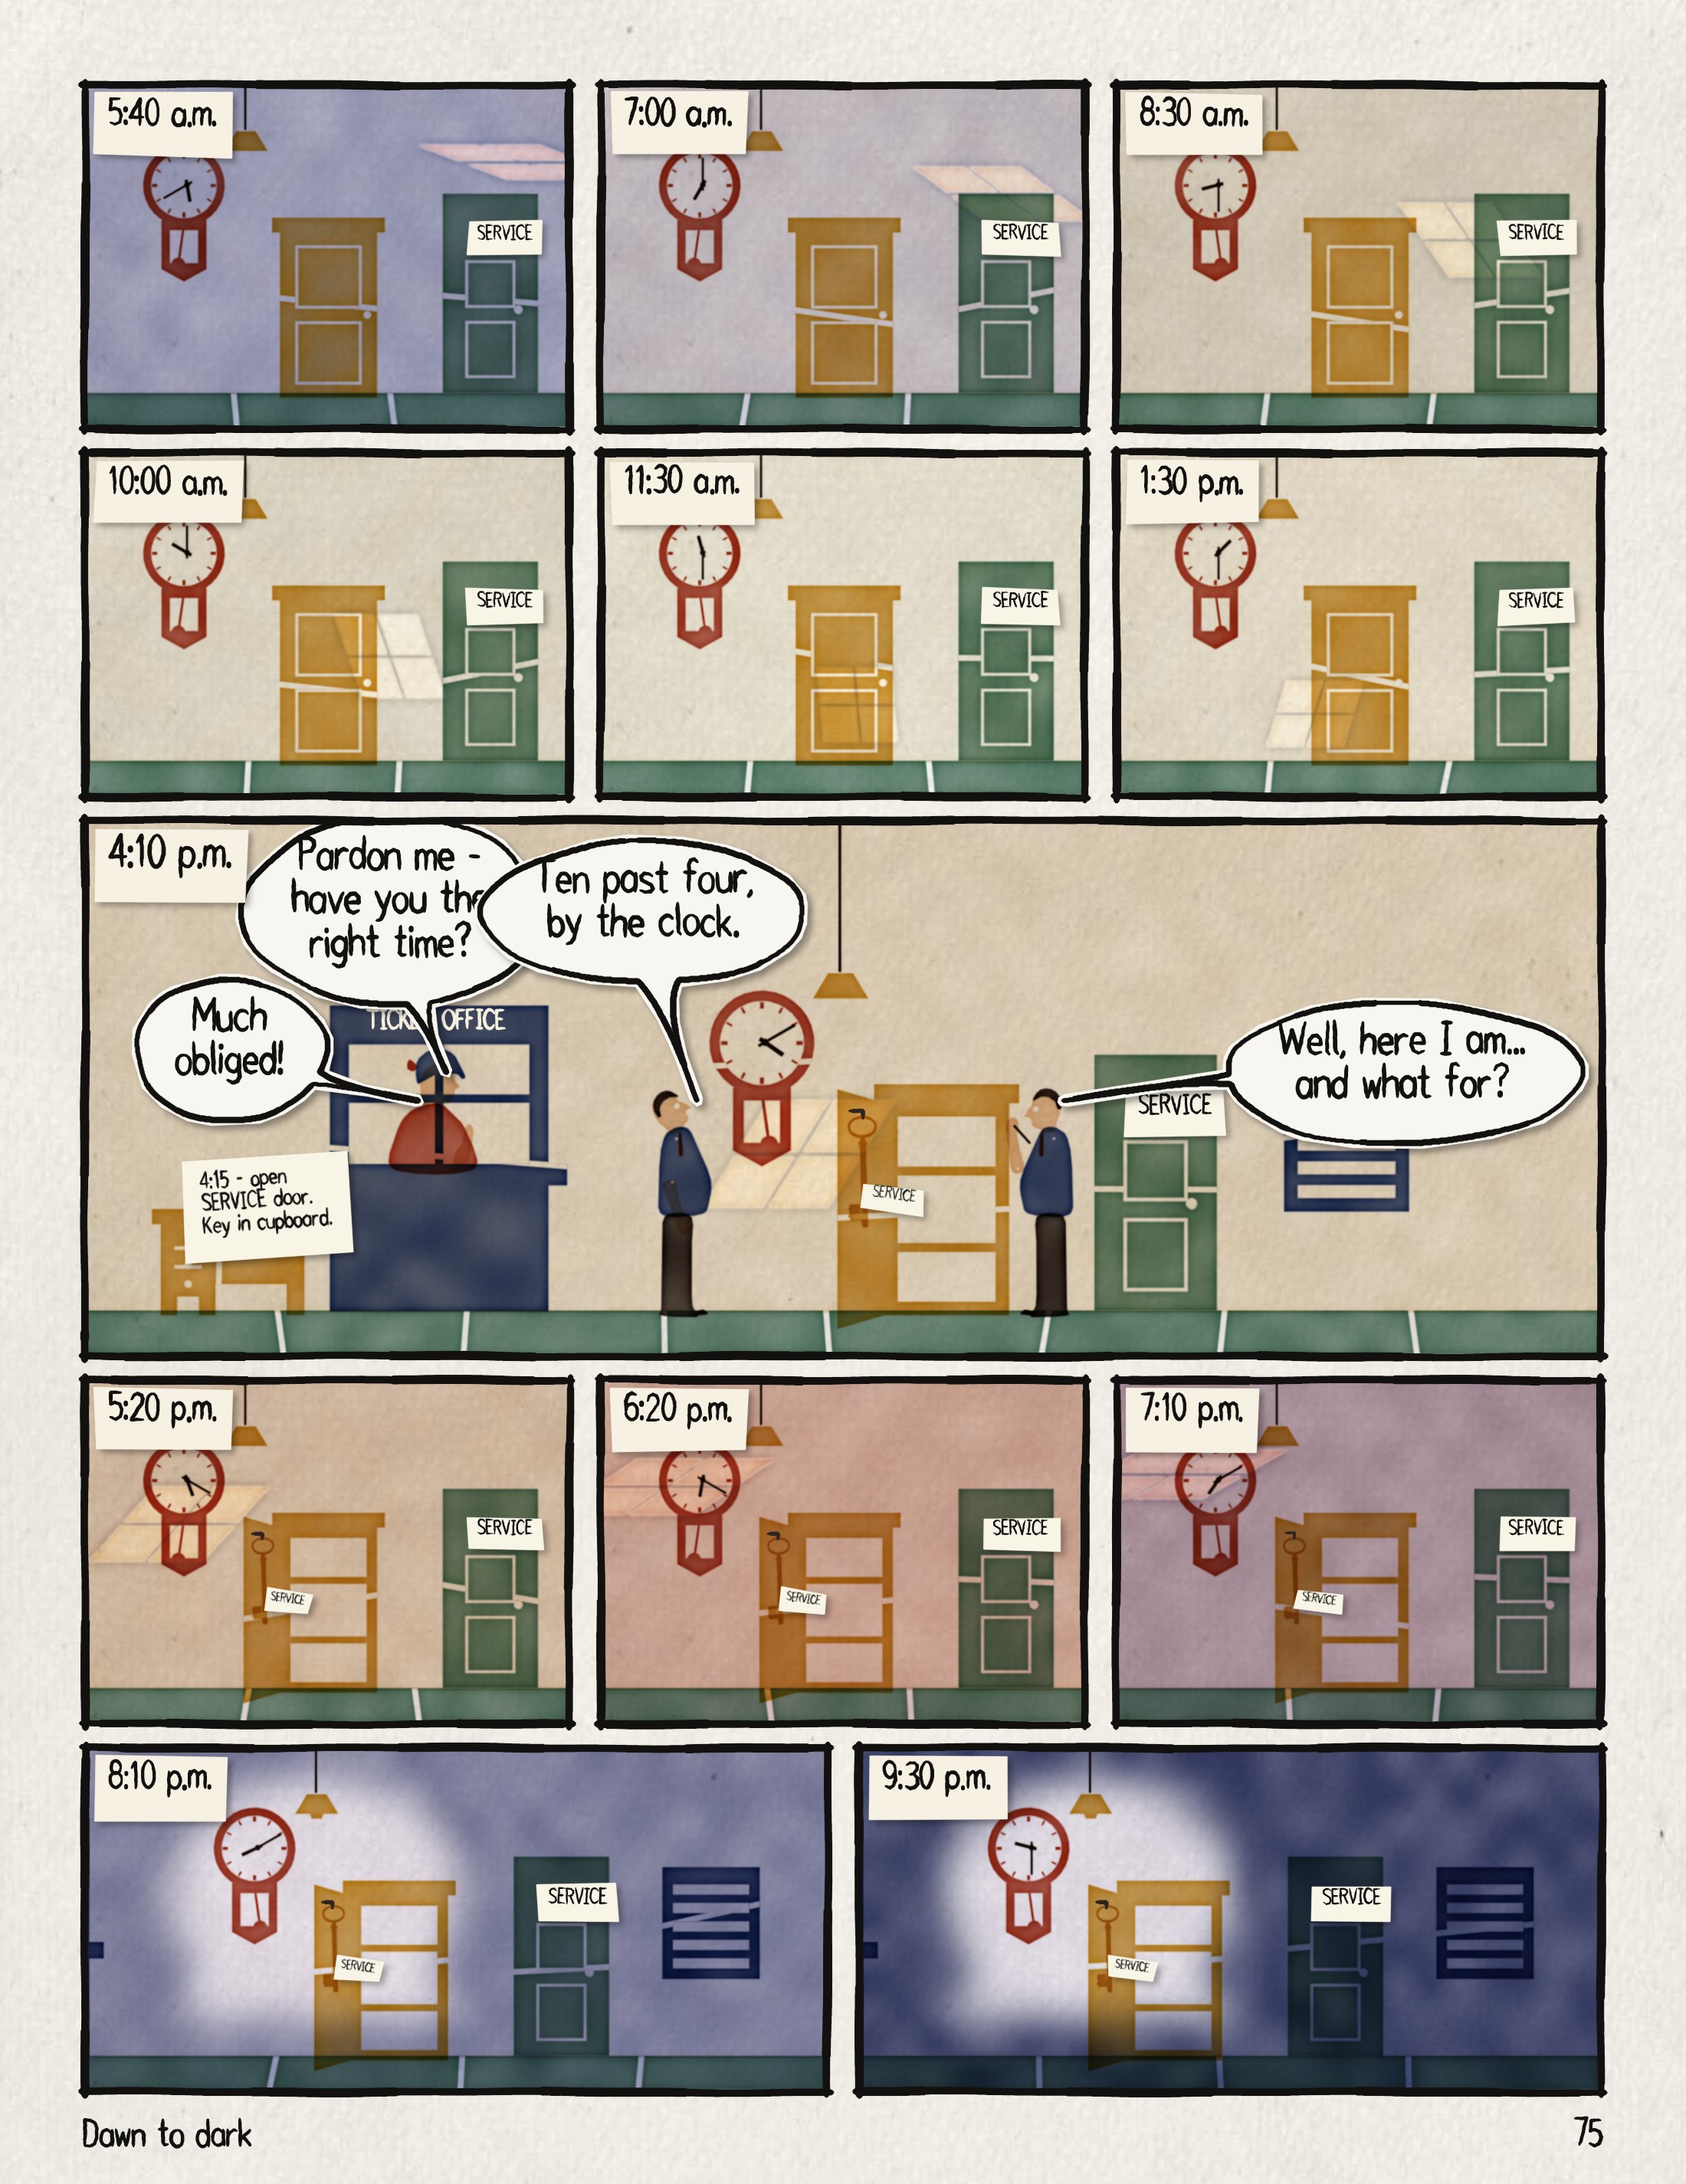 5:40 a.m.
SERVICE
7:00 a.m.
SERVICE
8:30 a.m.
SERVICE
10:00 a.m.
SERVICE
11:30 a.m.
SERVICE
1:30 p.m.
SERVICE
4:10 p.m.
Pardon me -
have you the
right time?
Ten past four,
by the clock.
Much
obliged!
Well, here I am...
and what for?
OFFICE
SERVICE
SERVICE
4:15 - open
SERVICE door.
Key in cupboard.
5:20 p.m.
SERVICE
SERVICE
6:20 p.m.
SERVICE
SERVICE
7:10 p.m.
SERVICE
SERVICE
8:10 p.m.
SERVICE
SERVICE
9:30 p.m.
SERVICE
SERVICE
Dawn to dark
75